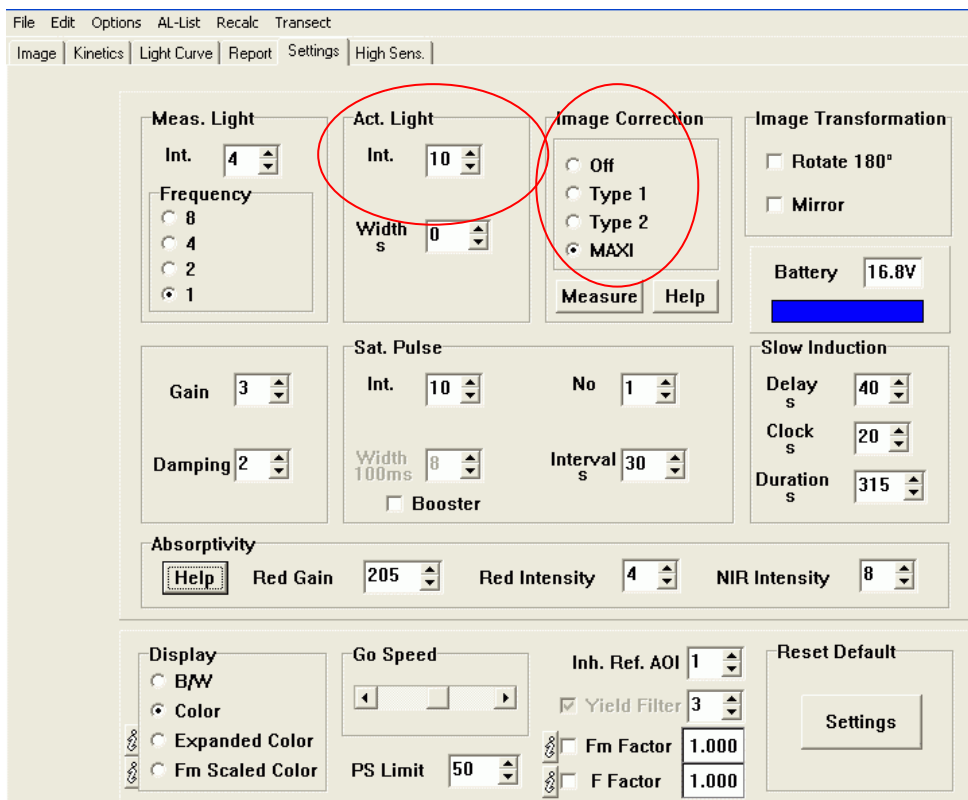 File Edit Options AL-List Recalc Transect
Image Kinetics Light Curve Report Settings High Sens.
Meas. Light
Int. 4
Frequency
8
4
2
1
Act. Light
Int. 10
Width s 0
Image Correction
Off
Type 1
Type 2
MAXI
Measure Help
Image Transformation
Rotate 180°
Mirror
Battery 16.8V
Gain 3
Damping 2
Sat. Pulse
Int. 10 No 1
Width 100ms 8 Interval s 30
Booster
Slow Induction
Delay s 40
Clock s 20
Duration s 315
Absorptivity
Help Red Gain 205 Red Intensity 4 NIR Intensity 8
Display
B/W
Color
Expanded Color
Fm Scaled Color
Go Speed
PS Limit 50
Inh. Ref. AOI 1
Yield Filter 3
Fm Factor 1.000
F Factor 1.000
Reset Default
Settings